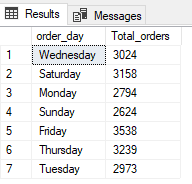 Results Messages
order_day Total_orders
1 Wednesday 3024
2 Saturday 3158
3 Monday 2794
4 Sunday 2624
5 Friday 3538
6 Thursday 3239
7 Tuesday 2973